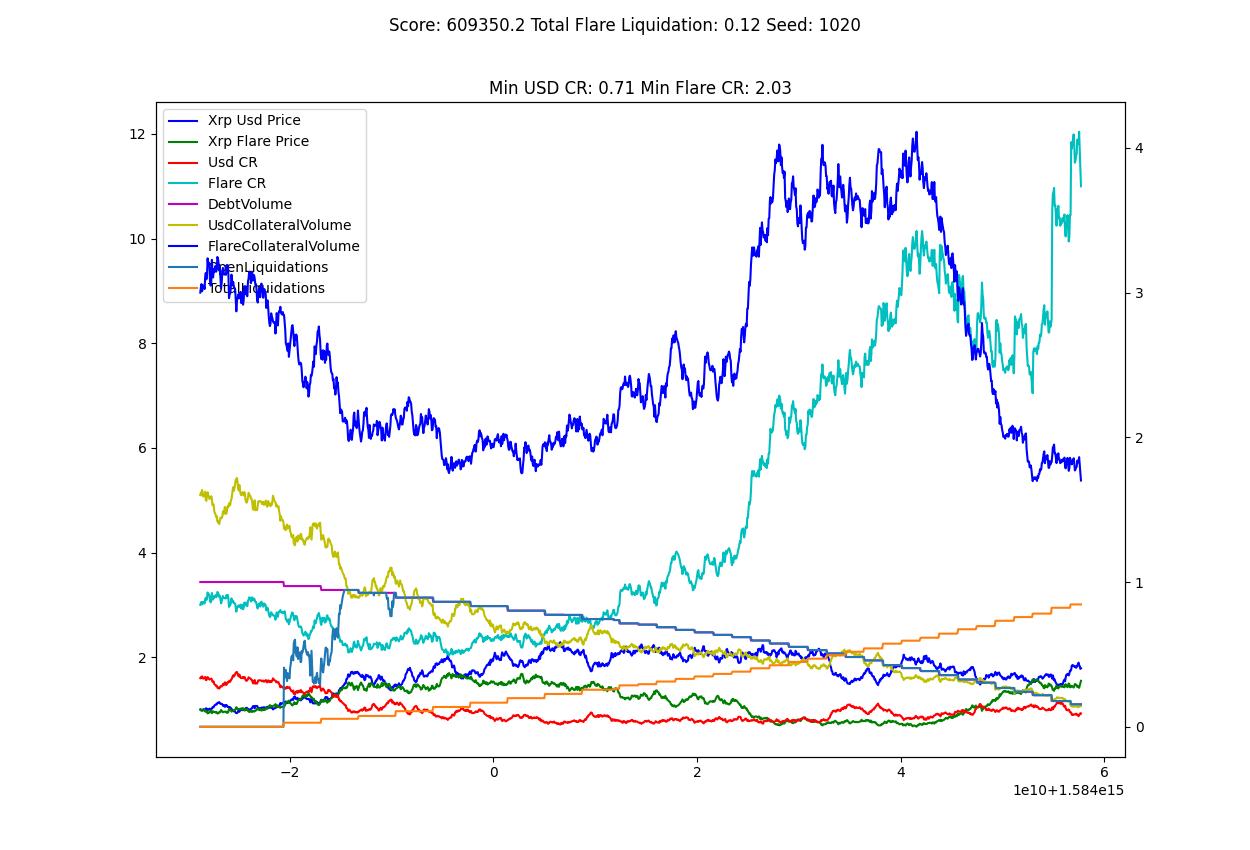 Score: 609350.2 Total Flare Liquidation: 0.12 Seed: 1020
Min USD CR: 0.71 Min Flare CR: 2.03
Xrp Usd Price
Xrp Flare Price
Usd CR
Flare CR
DebtVolume
UsdCollateralVolume
FlareCollateralVolume
OpenLiquidations
TotalLiquidations
12
10
8
6
4
2
4
3
2
1
0
−2
0
2
4
6
1e10+1.584e15